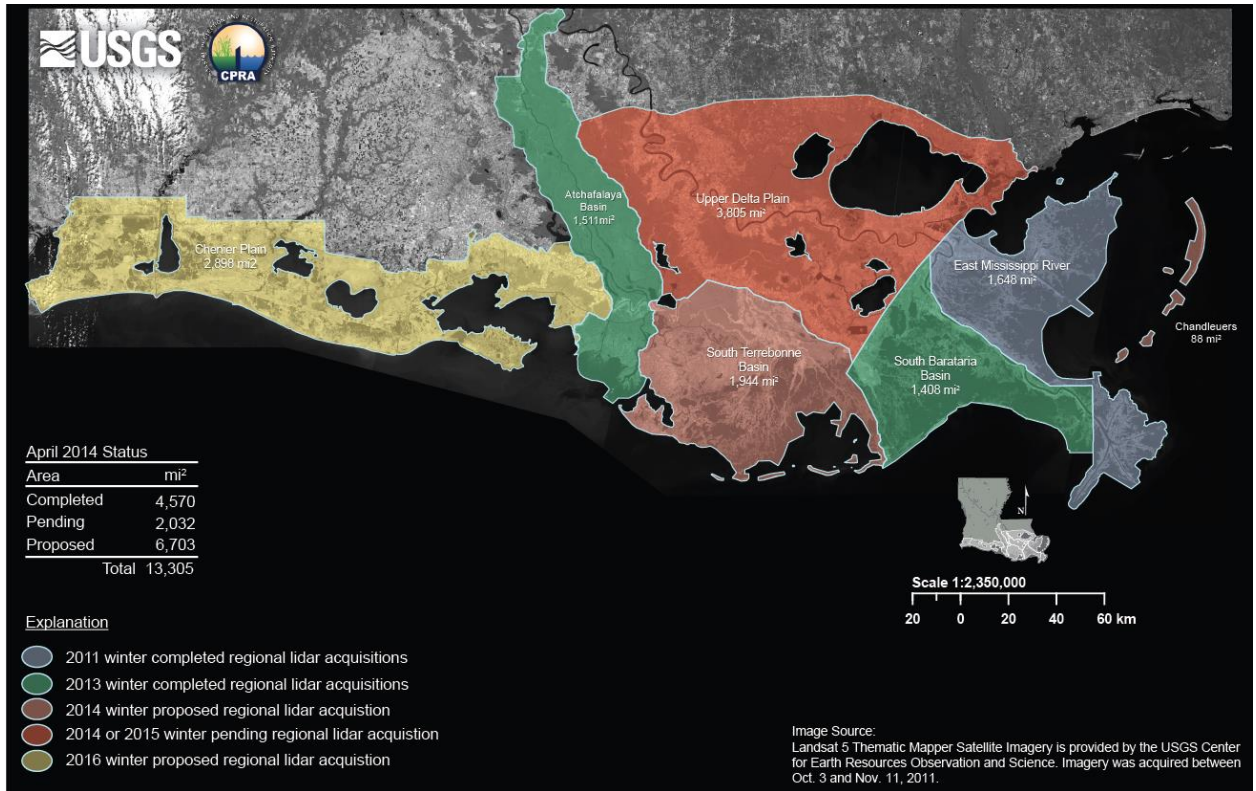 USGS
CPRA
Atchafalaya
Basin
1,511mi²
Upper Delta Plain
3,805 mi²
Chenier Plain
2,898 mi2
East Mississippi River
1,648 mi²
Chandleuers
88 mi²
South Terrebonne
Basin
1,944 mi²
South Barataria
Basin
1,408 mi²
April 2014 Status
Area mi²
Completed 4,570
Pending 2,032
Proposed 6,703
Total 13,305
N
Scale 1:2,350,000
20 0 20 40 60 km
Explanation
2011 winter completed regional lidar acquisitions
2013 winter completed regional lidar acquisitions
2014 winter proposed regional lidar acquistion
2014 or 2015 winter pending regional lidar acquistion
2016 winter proposed regional lidar acquistion
Image Source:
Landsat 5 Thematic Mapper Satellite Imagery is provided by the USGS Center
for Earth Resources Observation and Science. Imagery was acquired between
Oct. 3 and Nov. 11, 2011.